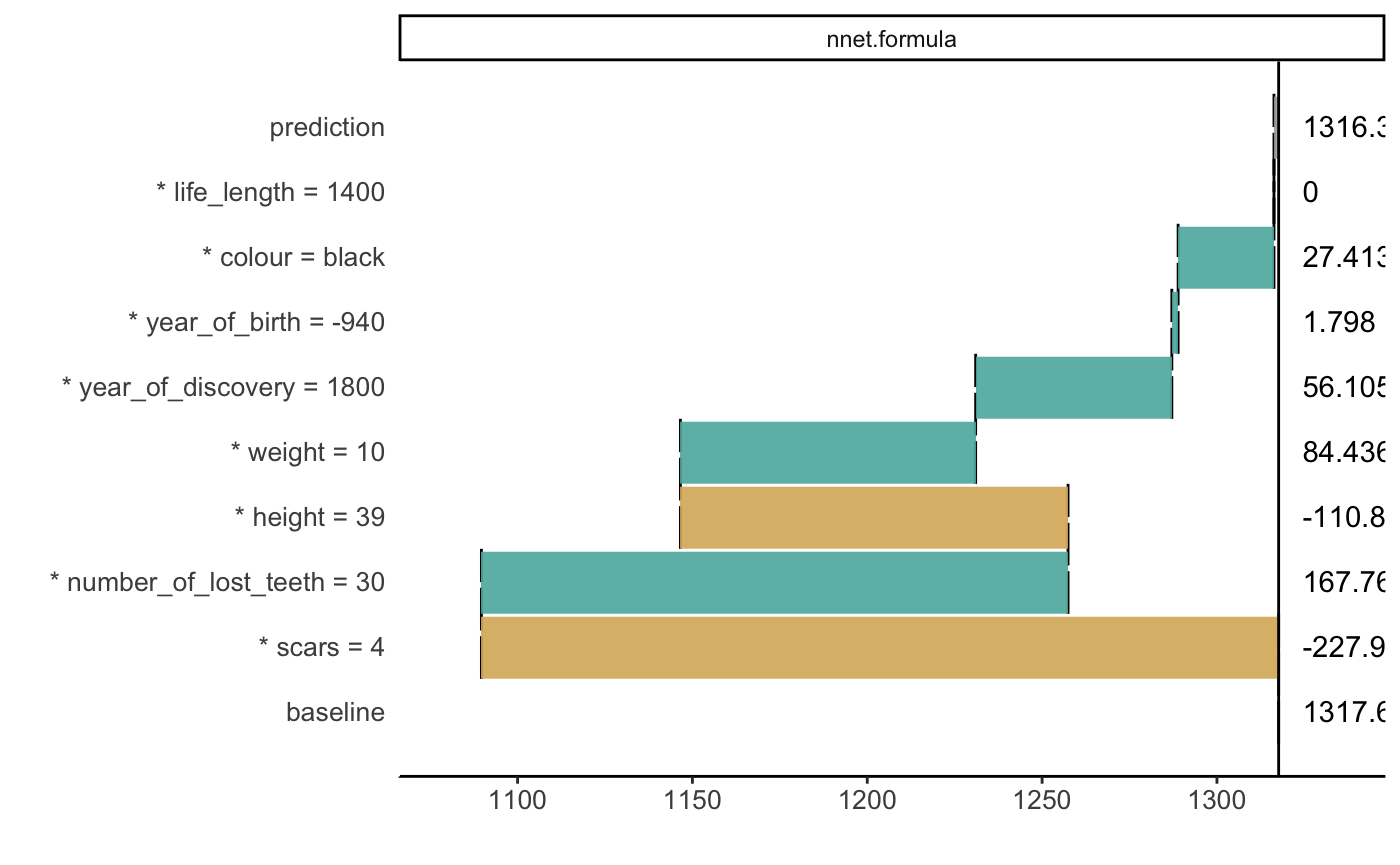 nnet.formula
prediction 1316.3
* life_length = 1400 0
* colour = black 27.413
* year_of_birth = -940 1.798
* year_of_discovery = 1800 56.105
* weight = 10 84.436
* height = 39 -110.8
* number_of_lost_teeth = 30 167.76
* scars = 4 -227.9
baseline 1317.6
1100 1150 1200 1250 1300